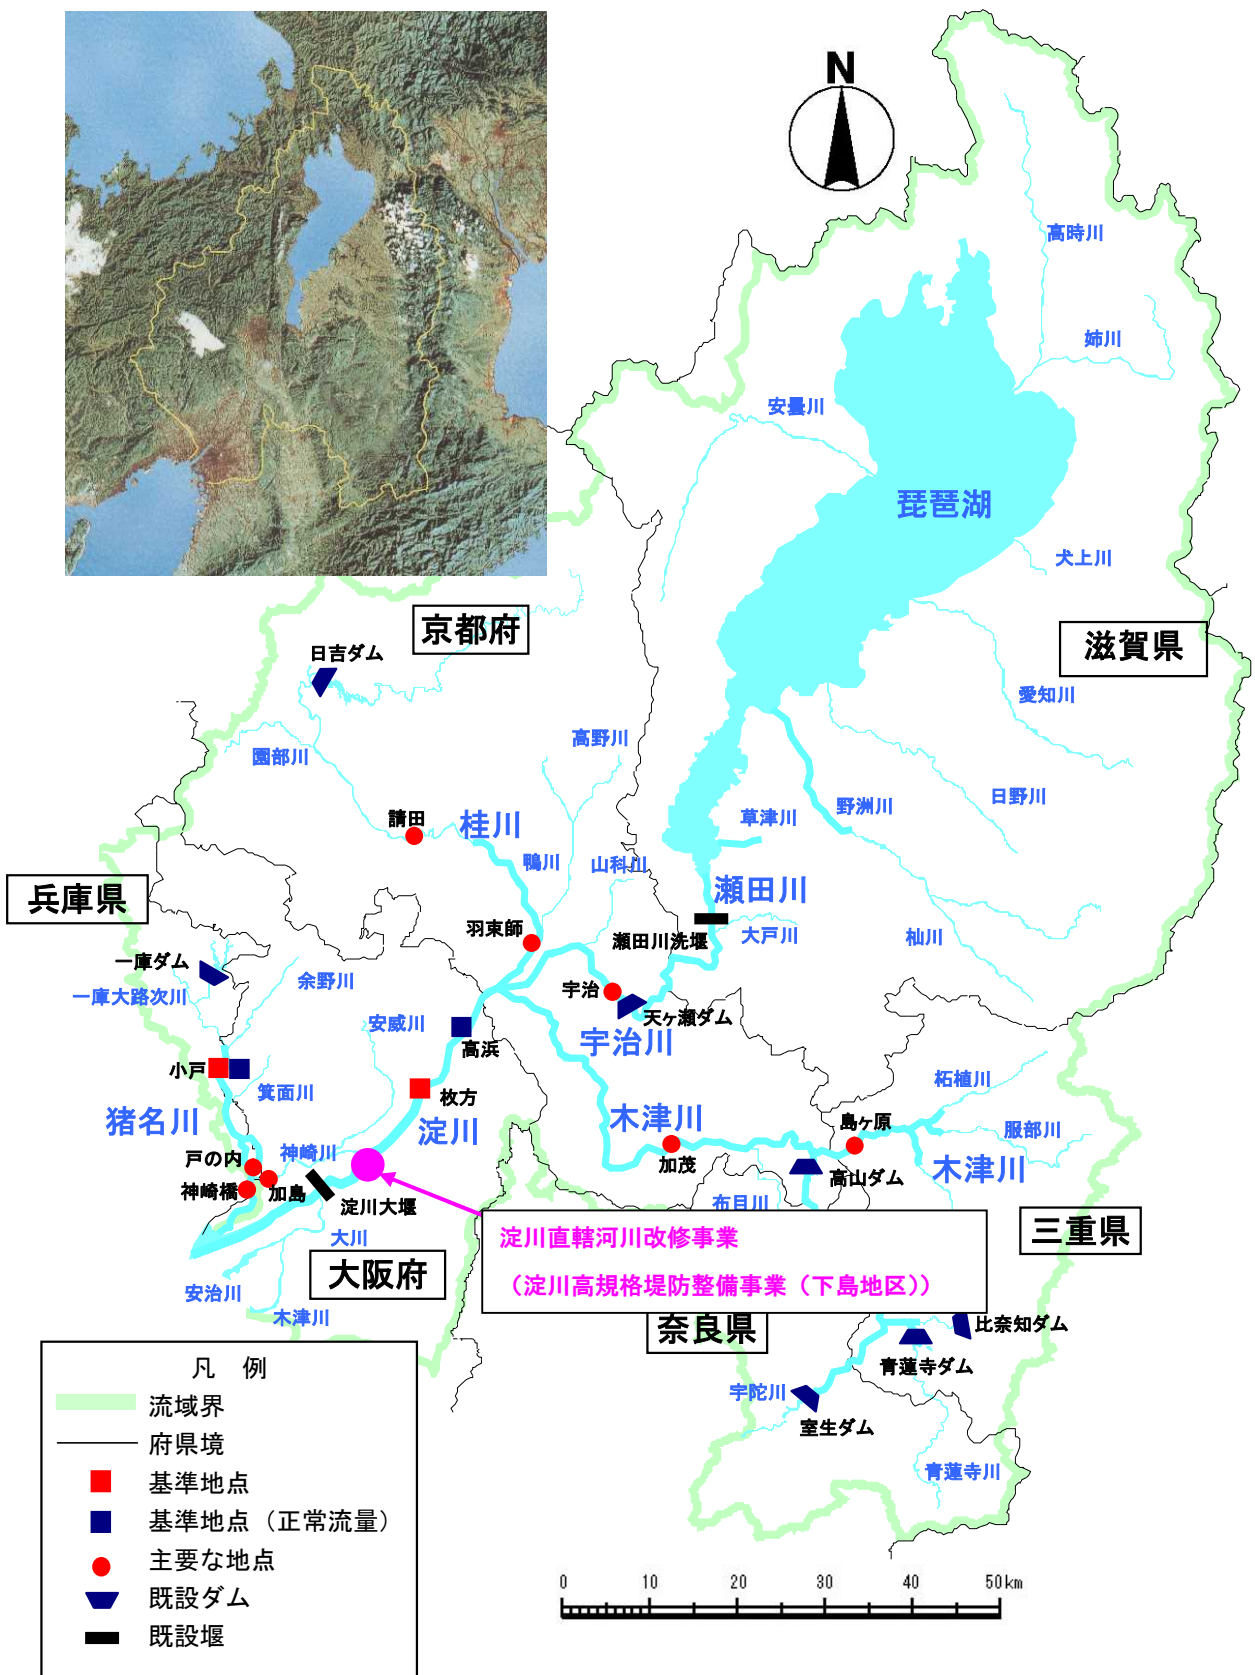 N
高時川
姉川
安曇川
琵琶湖
犬上川
京都府
滋賀県
日吉ダム
愛知川
高野川
園部川
日野川
野洲川
草津川
請田
桂川
鴨川
山科川
瀬田川
兵庫県
羽束師
瀬田川洗堰
大戸川
杣川
一庫ダム
余野川
一庫大路次川
宇治
天ヶ瀬ダム
安威川
宇治川
高浜
小戸
箕面川
枚方
柘植川
猪名川
淀川
木津川
島ヶ原
服部川
神崎川
戸の内
加茂
木津川
高山ダム
神崎橋
加島
淀川大堰
布目川
大川
淀川直轄河川改修事業
（淀川高規格堤防整備事業（下島地区））
三重県
大阪府
安治川
木津川
奈良県
比奈知ダム
青蓮寺ダム
宇陀川
室生ダム
青蓮寺川
凡 例
流域界
府県境
基準地点
基準地点（正常流量）
主要な地点
既設ダム
既設堰
0 10 20 30 40 50km